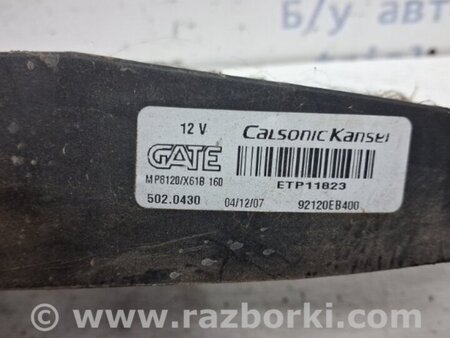 Б/у авт
12 V Calsonic Kansei
GATE
MP8120/X61B 160 ETP11823
502.0430 04/12/07 92120EB400
© www.razborki.com